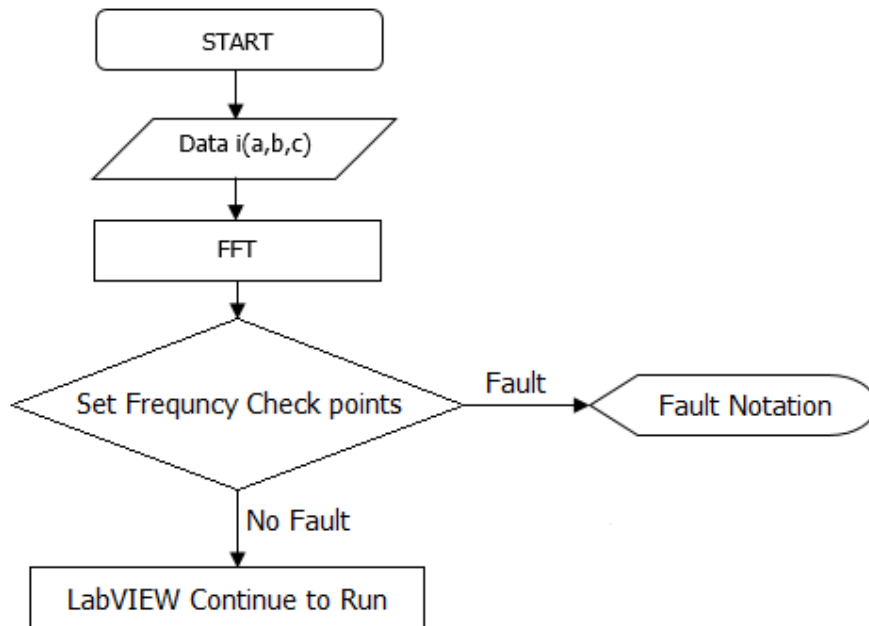 START
Data i(a,b,c)
FFT
Set Frequncy Check points
Fault
Fault Notation
No Fault
LabVIEW Continue to Run